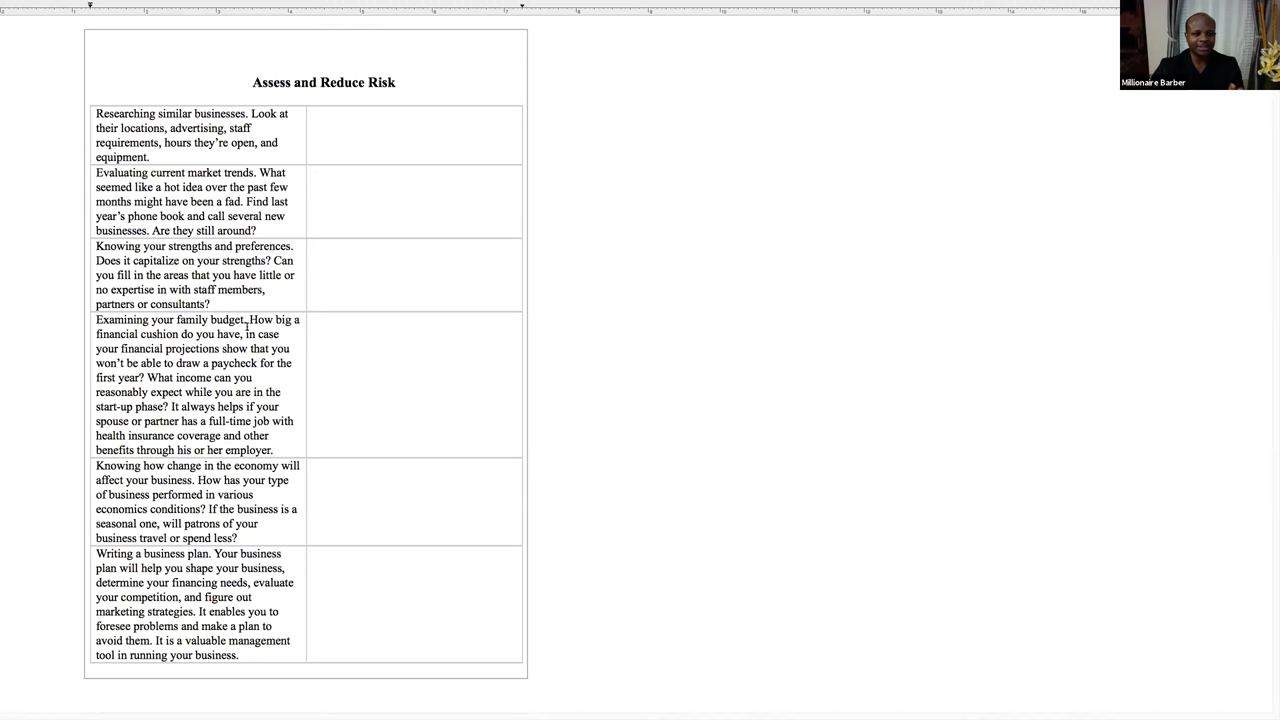 Millionaire Barber
Assess and Reduce Risk
Researching similar businesses. Look at
their locations, advertising, staff
requirements, hours they're open, and
equipment.
Evaluating current market trends. What
seemed like a hot idea over the past few
months might have been a fad. Find last
year's phone book and call several new
businesses. Are they still around?
Knowing your strengths and preferences.
Does it capitalize on your strengths? Can
you fill in the areas that you have little or
no expertise in with staff members,
partners or consultants?
Examining your family budget. How big a
financial cushion do you have, in case
your financial projections show that you
won't be able to draw a paycheck for the
first year? What income can you
reasonably expect while you are in the
start-up phase? It always helps if your
spouse or partner has a full-time job with
health insurance coverage and other
benefits through his or her employer.
Knowing how change in the economy will
affect your business. How has your type
of business performed in various
economics conditions? If the business is a
seasonal one, will patrons of your
business travel or spend less?
Writing a business plan. Your business
plan will help you shape your business,
determine your financing needs, evaluate
your competition, and figure out
marketing strategies. It enables you to
foresee problems and make a plan to
avoid them. It is a valuable management
tool in running your business.